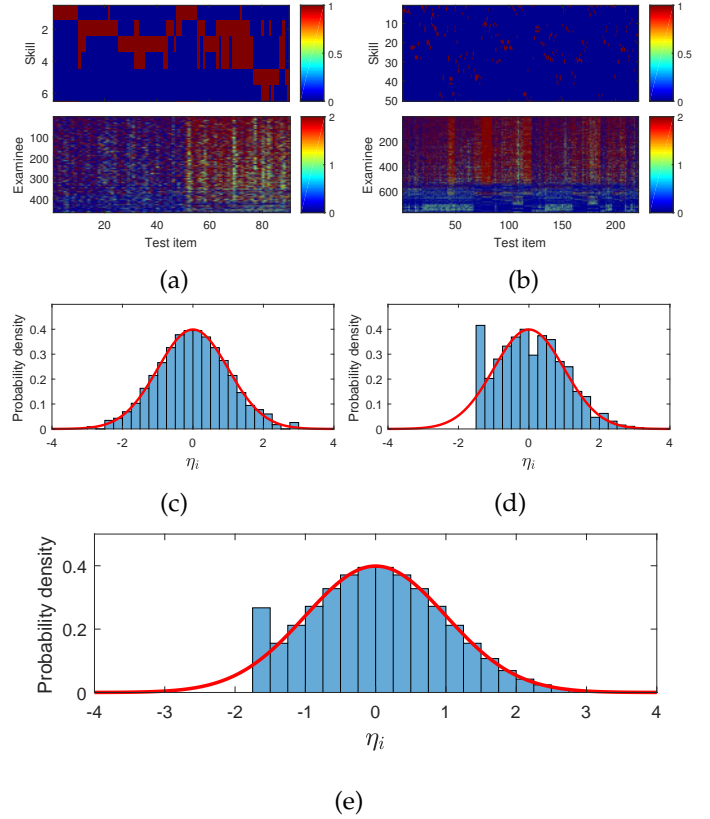 Skill
2
4
6
0
0.5
1
Examinee
100
200
300
400
20
40
60
80
Test item
0
1
2
(a)
Skill
10
20
30
40
50
0
0.5
1
Examinee
200
400
600
50
100
150
200
Test item
0
1
2
(b)
Probability density
0
0.1
0.2
0.3
0.4
-4 -2 0 2 4
η_i
(c)
Probability density
0
0.1
0.2
0.3
0.4
-4 -2 0 2 4
η_i
(d)
Probability density
0
0.2
0.4
-4 -3 -2 -1 0 1 2 3 4
η_i
(e)